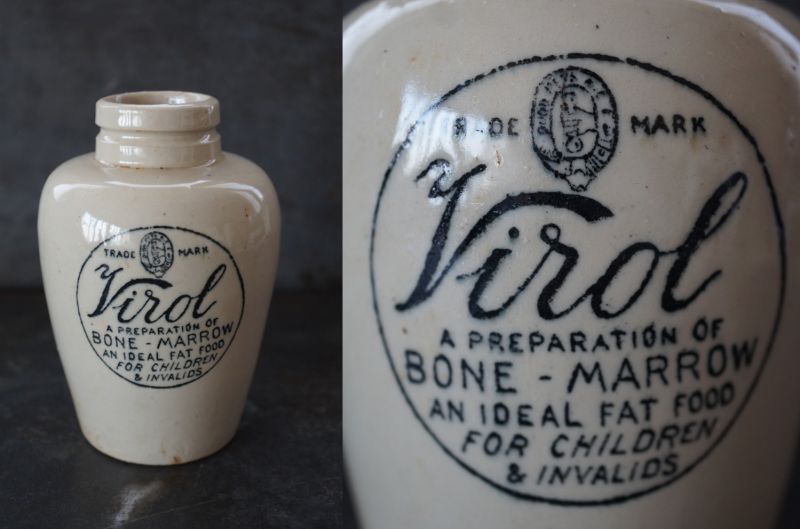 TRADE MARK
Virol
A PREPARATION OF
BONE - MARROW
AN IDEAL FAT FOOD
FOR CHILDREN
& INVALIDS
TRADE MARK
Virol
A PREPARATION OF
BONE - MARROW
AN IDEAL FAT FOOD
FOR CHILDREN
& INVALIDS